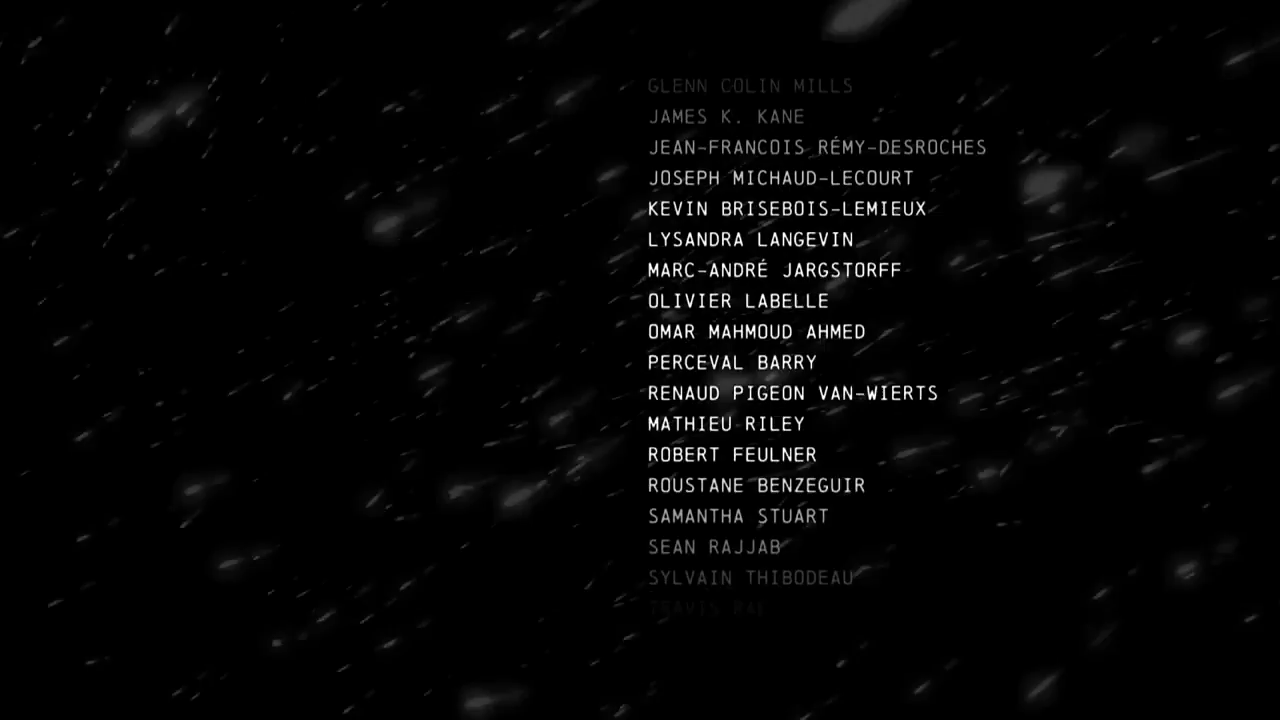 GLENN COLIN MILLS
JAMES K. KANE
JEAN-FRANCOIS RÉMY-DESROCHES
JOSEPH MICHAUD-LECOURT
KEVIN BRISEBOIS-LEMIEUX
LYSANDRA LANGEVIN
MARC-ANDRÉ JARGSTORFF
OLIVIER LABELLE
OMAR MAHMOUD AHMED
PERCEVAL BARRY
RENAUD PIGEON VAN-WIERTS
MATHIEU RILEY
ROBERT FEULNER
ROUSTANE BENZEGUIR
SAMANTHA STUART
SEAN RAJJAB
SYLVAIN THIBODEAU
TRAVIS